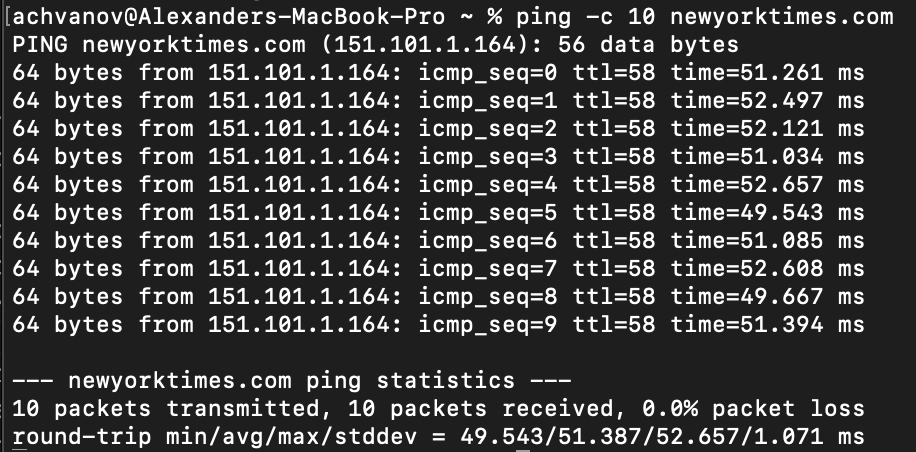 [achvanov@Alexanders-MacBook-Pro ~ % ping -c 10 newyorktimes.com
PING newyorktimes.com (151.101.1.164): 56 data bytes
64 bytes from 151.101.1.164: icmp_seq=0 ttl=58 time=51.261 ms
64 bytes from 151.101.1.164: icmp_seq=1 ttl=58 time=52.497 ms
64 bytes from 151.101.1.164: icmp_seq=2 ttl=58 time=52.121 ms
64 bytes from 151.101.1.164: icmp_seq=3 ttl=58 time=51.034 ms
64 bytes from 151.101.1.164: icmp_seq=4 ttl=58 time=52.657 ms
64 bytes from 151.101.1.164: icmp_seq=5 ttl=58 time=49.543 ms
64 bytes from 151.101.1.164: icmp_seq=6 ttl=58 time=51.085 ms
64 bytes from 151.101.1.164: icmp_seq=7 ttl=58 time=52.608 ms
64 bytes from 151.101.1.164: icmp_seq=8 ttl=58 time=49.667 ms
64 bytes from 151.101.1.164: icmp_seq=9 ttl=58 time=51.394 ms

--- newyorktimes.com ping statistics ---
10 packets transmitted, 10 packets received, 0.0% packet loss
round-trip min/avg/max/stddev = 49.543/51.387/52.657/1.071 ms